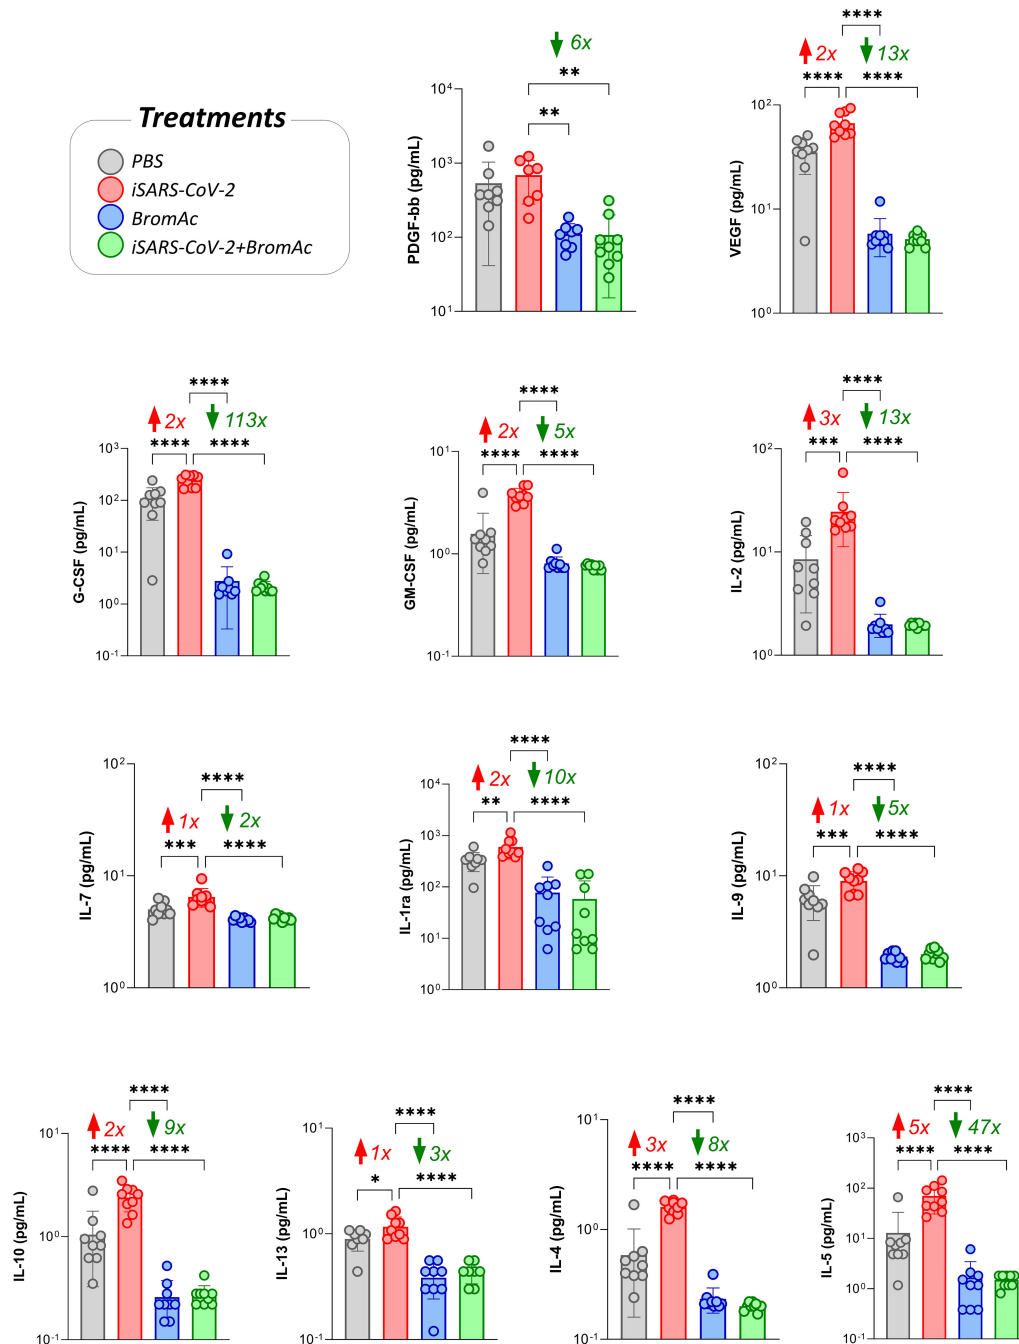 Treatments
PBS
iSARS-CoV-2
BromAc
iSARS-CoV-2+BromAc
6x
**
**
PDGF-bb (pg/mL)
10⁴
10³
10²
10¹
****
2x 13x
**** ****
VEGF (pg/mL)
10²
10¹
10⁰
****
2x 113x
**** ****
G-CSF (pg/mL)
10³
10²
10¹
10⁰
10⁻¹
****
2x 5x
**** ****
GM-CSF (pg/mL)
10¹
10⁰
10⁻¹
****
3x 13x
*** ****
IL-2 (pg/mL)
10²
10¹
10⁰
****
1x 2x
*** ****
IL-7 (pg/mL)
10²
10¹
10⁰
****
2x 10x
** ****
IL-1ra (pg/mL)
10⁴
10³
10²
10¹
10⁰
****
1x 5x
*** ****
IL-9 (pg/mL)
10²
10¹
10⁰
****
2x 9x
**** ****
IL-10 (pg/mL)
10¹
10⁰
10⁻¹
****
1x 3x
* ****
IL-13 (pg/mL)
10¹
10⁰
10⁻¹
****
3x 8x
**** ****
IL-4 (pg/mL)
10¹
10⁰
10⁻¹
****
5x 47x
**** ****
IL-5 (pg/mL)
10³
10²
10¹
10⁰
10⁻¹